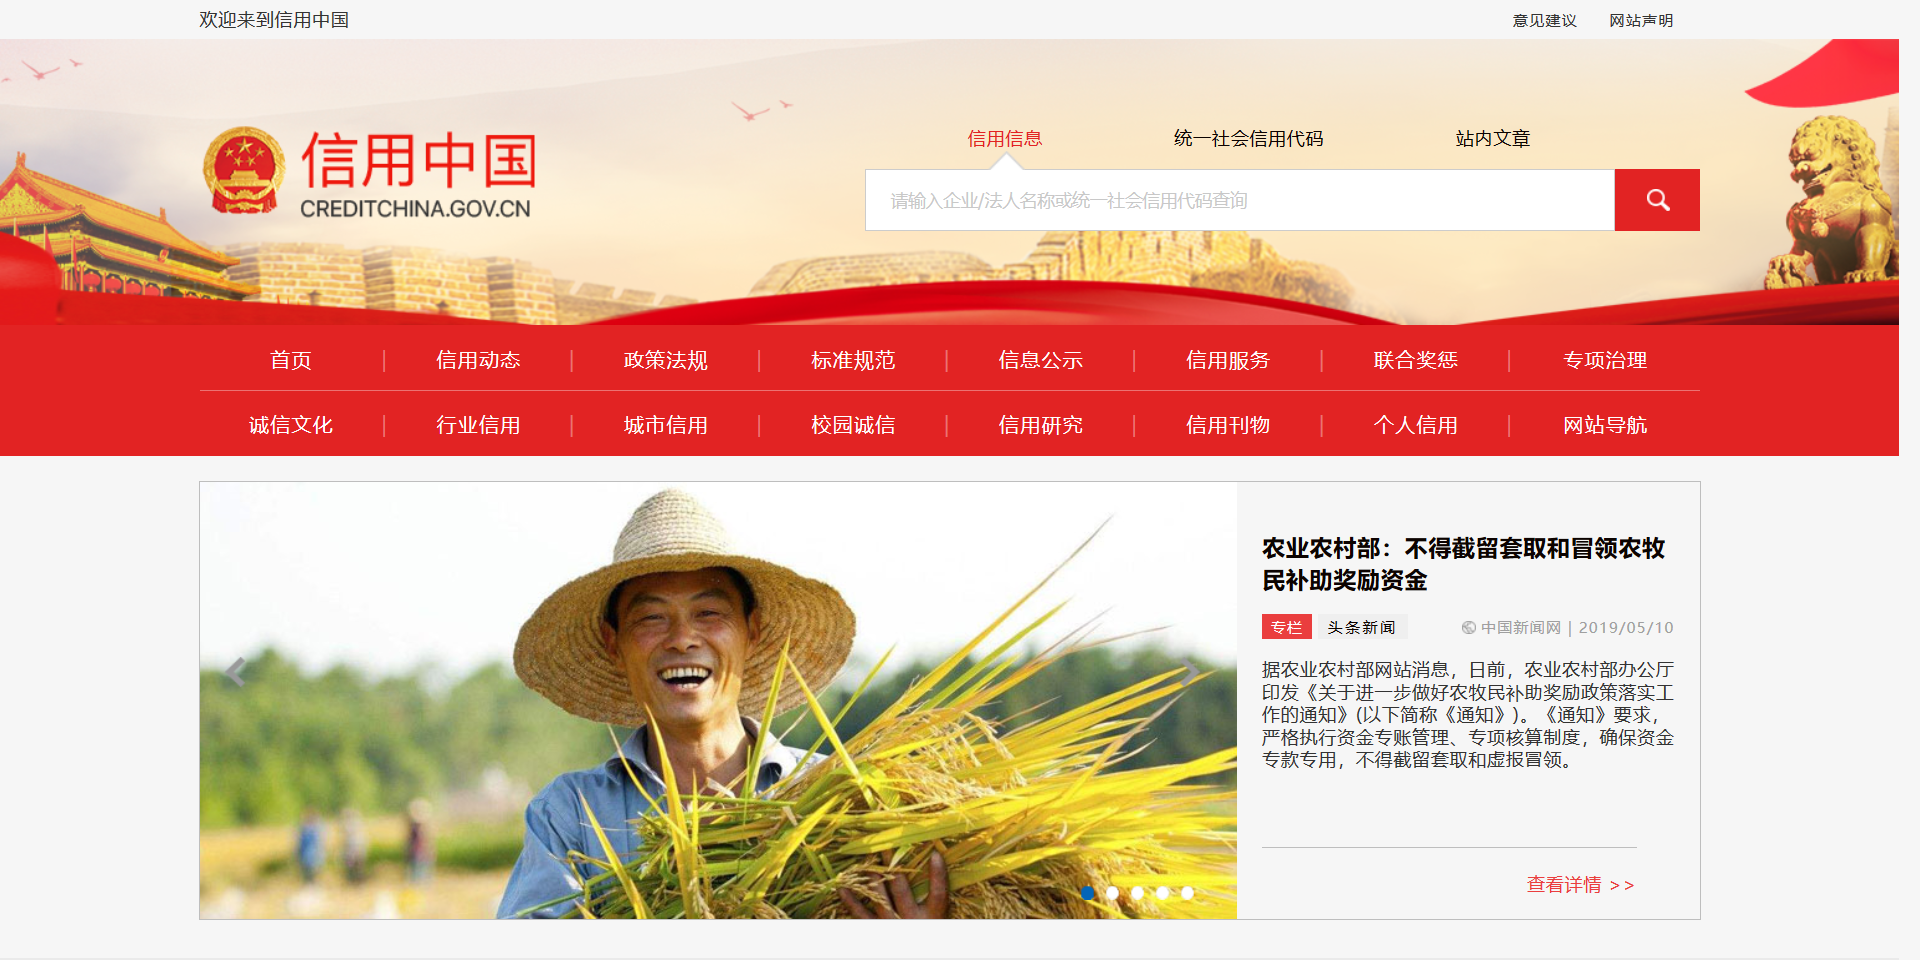 欢迎来到信用中国
意见建议 网站声明
信用中国
CREDITCHINA.GOV.CN
信用信息 统一社会信用代码 站内文章
请输入企业/法人名称或统一社会信用代码查询
首页 信用动态 政策法规 标准规范 信息公示 信用服务 联合奖惩 专项治理
诚信文化 行业信用 城市信用 校园诚信 信用研究 信用刊物 个人信用 网站导航
农业农村部：不得截留套取和冒领农牧
民补助奖励资金
专栏 头条新闻 中国新闻网 | 2019/05/10
据农业农村部网站消息，日前，农业农村部办公厅
印发《关于进一步做好农牧民补助奖励政策落实工
作的通知》(以下简称《通知》)。《通知》要求，
严格执行资金专账管理、专项核算制度，确保资金
专款专用，不得截留套取和虚报冒领。
查看详情 >>